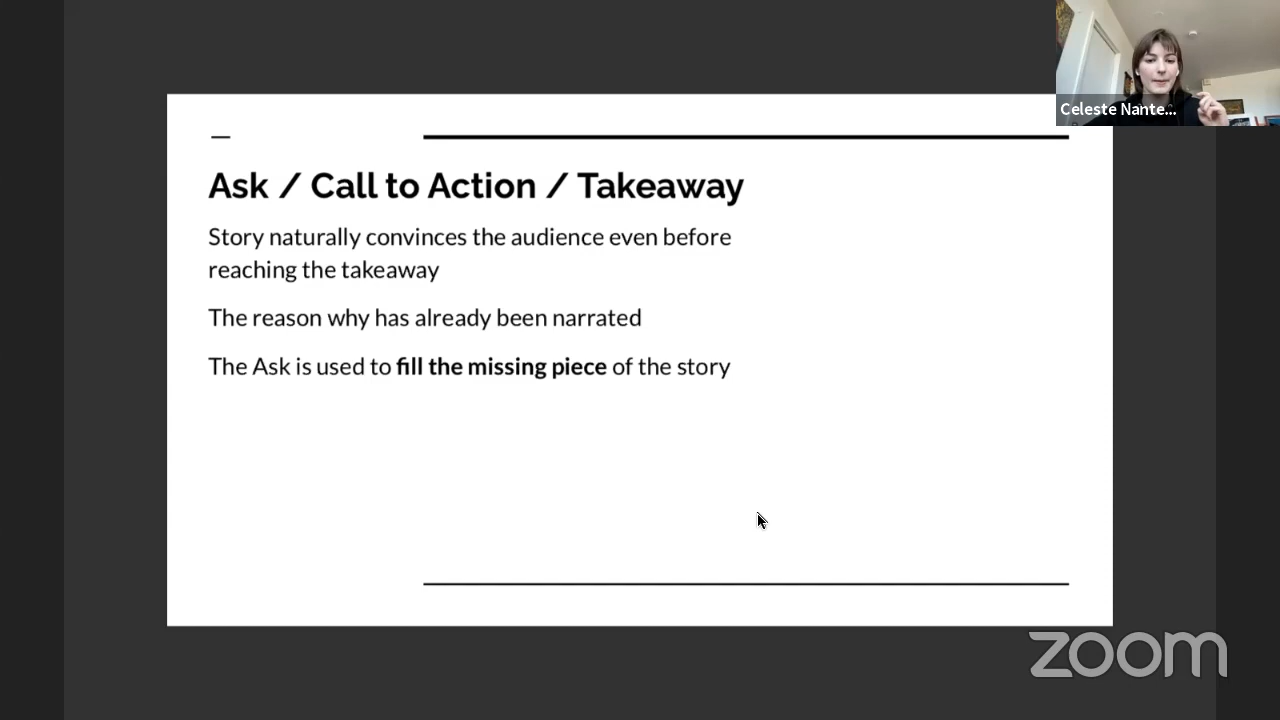 Celeste Nante...
Ask / Call to Action / Takeaway
Story naturally convinces the audience even before
reaching the takeaway
The reason why has already been narrated
The Ask is used to fill the missing piece of the story
zoom